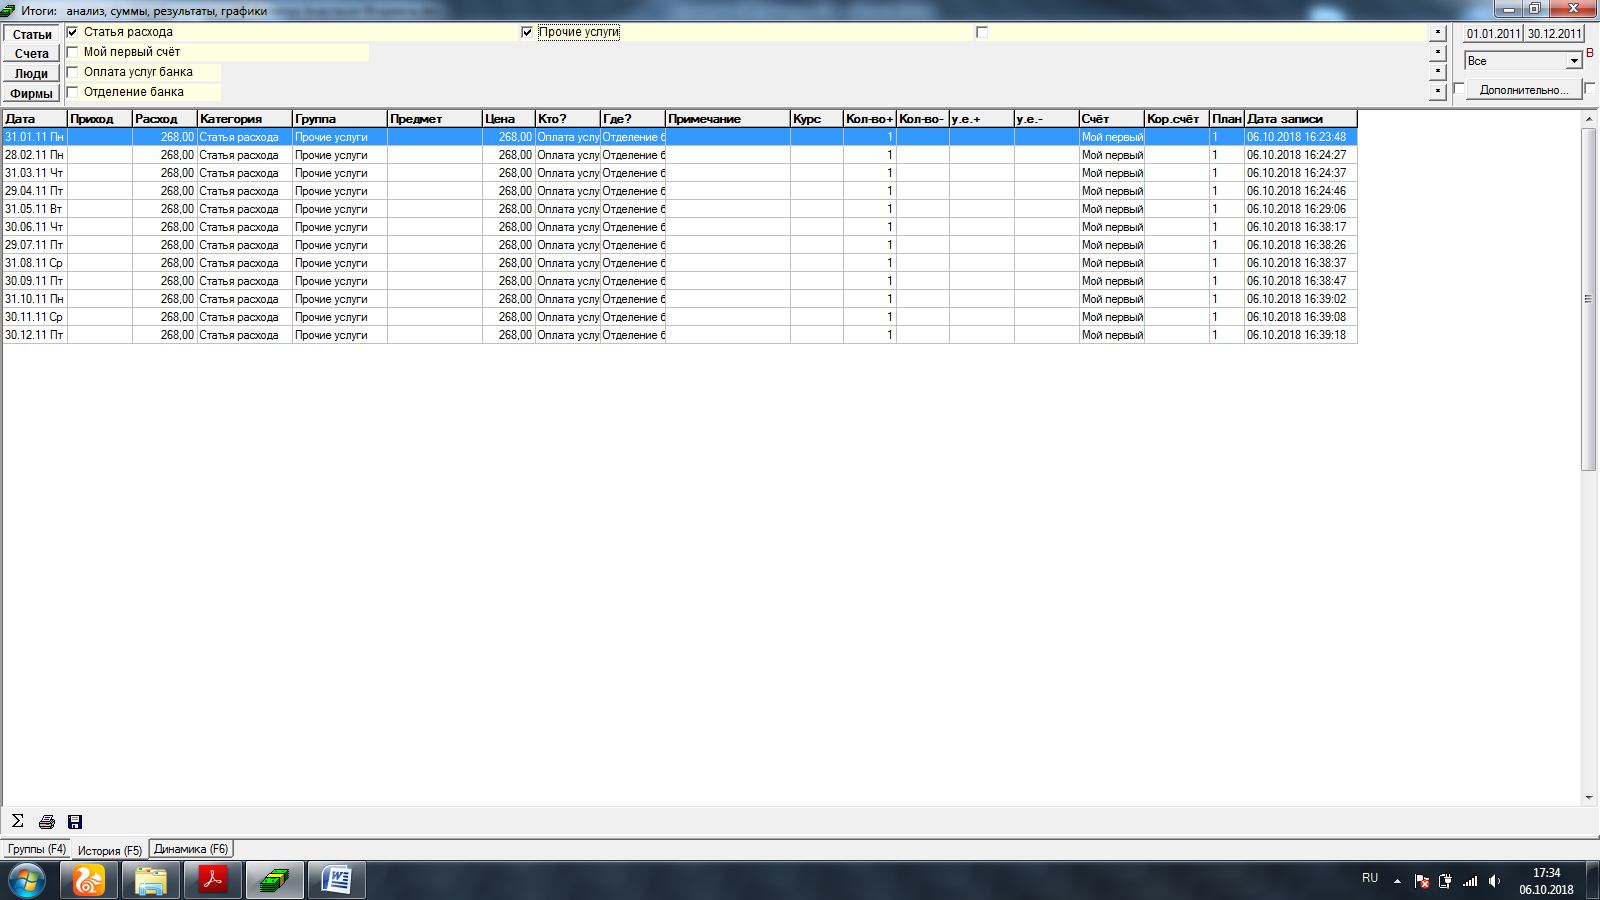 Итоги: анализ, суммы, результаты, графики
Статьи Статья расхода Прочие услуги 01.01.2011 30.12.2011
Счета Мой первый счёт Все В
Люди Оплата услуг банка
Фирмы Отделение банка Дополнительно...
Дата Приход Расход Категория Группа Предмет Цена Кто? Где? Примечание Курс Кол-во+ Кол-во- у.е.+ у.е.- Счёт Кор.счёт План Дата записи
31.01.11 Пн 268,00 Статья расхода Прочие услуги 268,00 Оплата услу Отделение б 1 Мой первый 1 06.10.2018 16:23:48
28.02.11 Пн 268,00 Статья расхода Прочие услуги 268,00 Оплата услу Отделение б 1 Мой первый 1 06.10.2018 16:24:27
31.03.11 Чт 268,00 Статья расхода Прочие услуги 268,00 Оплата услу Отделение б 1 Мой первый 1 06.10.2018 16:24:37
29.04.11 Пт 268,00 Статья расхода Прочие услуги 268,00 Оплата услу Отделение б 1 Мой первый 1 06.10.2018 16:24:46
31.05.11 Вт 268,00 Статья расхода Прочие услуги 268,00 Оплата услу Отделение б 1 Мой первый 1 06.10.2018 16:29:06
30.06.11 Чт 268,00 Статья расхода Прочие услуги 268,00 Оплата услу Отделение б 1 Мой первый 1 06.10.2018 16:38:17
29.07.11 Пт 268,00 Статья расхода Прочие услуги 268,00 Оплата услу Отделение б 1 Мой первый 1 06.10.2018 16:38:26
31.08.11 Ср 268,00 Статья расхода Прочие услуги 268,00 Оплата услу Отделение б 1 Мой первый 1 06.10.2018 16:38:37
30.09.11 Пт 268,00 Статья расхода Прочие услуги 268,00 Оплата услу Отделение б 1 Мой первый 1 06.10.2018 16:38:47
31.10.11 Пн 268,00 Статья расхода Прочие услуги 268,00 Оплата услу Отделение б 1 Мой первый 1 06.10.2018 16:39:02
30.11.11 Ср 268,00 Статья расхода Прочие услуги 268,00 Оплата услу Отделение б 1 Мой первый 1 06.10.2018 16:39:08
30.12.11 Пт 268,00 Статья расхода Прочие услуги 268,00 Оплата услу Отделение б 1 Мой первый 1 06.10.2018 16:39:18
Σ
Группы (F4) История (F5) Динамика (F6)
RU 17:34
06.10.2018